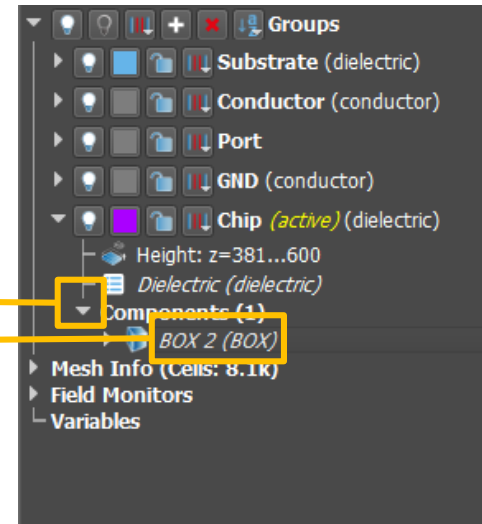 Groups
Substrate (dielectric)
Conductor (conductor)
Port
GND (conductor)
Chip (active) (dielectric)
Height: z=381...600
Dielectric (dielectric)
Components (1)
BOX 2 (BOX)
Mesh Info (Cells: 8.1k)
Field Monitors
Variables